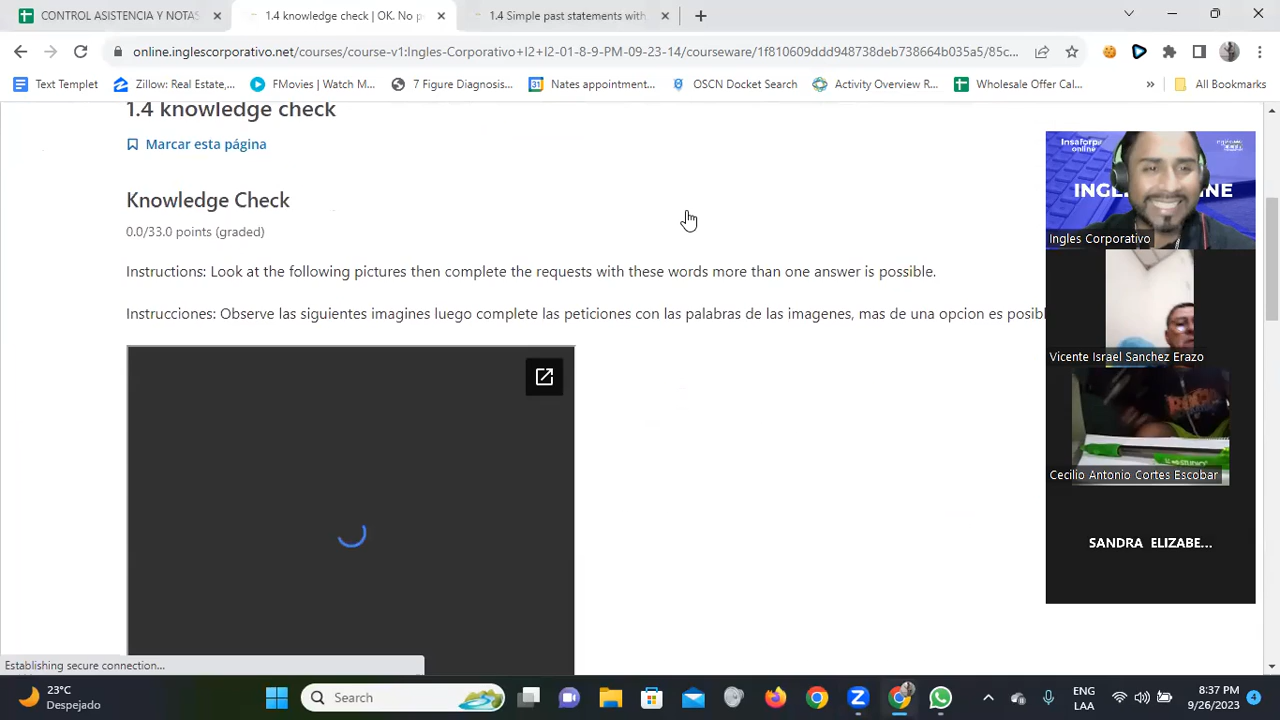 CONTROL ASISTENCIA Y NOTAS
1.4 knowledge check | OK. No p
1.4 Simple past statements with
online.inglescorporativo.net/courses/course-v1:Ingles-Corporativo+I2+I2-01-8-9-PM-09-23-14/courseware/1f810609ddd948738deb738664b035a5/85c...
Text Templet
Zillow: Real Estate,...
FMovies | Watch M...
7 Figure Diagnosis...
Nates appointment...
OSCN Docket Search
Activity Overview R...
Wholesale Offer Cal...
»
All Bookmarks
1.4 knowledge check
Marcar esta página
Knowledge Check
0.0/33.0 points (graded)
Instructions: Look at the following pictures then complete the requests with these words more than one answer is possible.
Instrucciones: Observe las siguientes imagines luego complete las peticiones con las palabras de las imagenes, mas de una opcion es posibl
Insaforp
online
INGL
NE
Ingles Corporativo
Vicente Israel Sanchez Erazo
Cecilio Antonio Cortes Escobar
SANDRA ELIZABE...
Establishing secure connection...
23°C
Despejado
Search
ENG
LAA
8:37 PM
9/26/2023
4